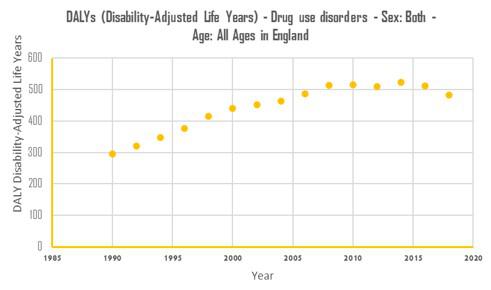 DALYs (Disability-Adjusted Life Years) - Drug use disorders - Sex: Both -
Age: All Ages in England
DALY Disability-Adjusted Life Years
600
500
400
300
200
100
0
1985 1990 1995 2000 2005 2010 2015 2020
Year